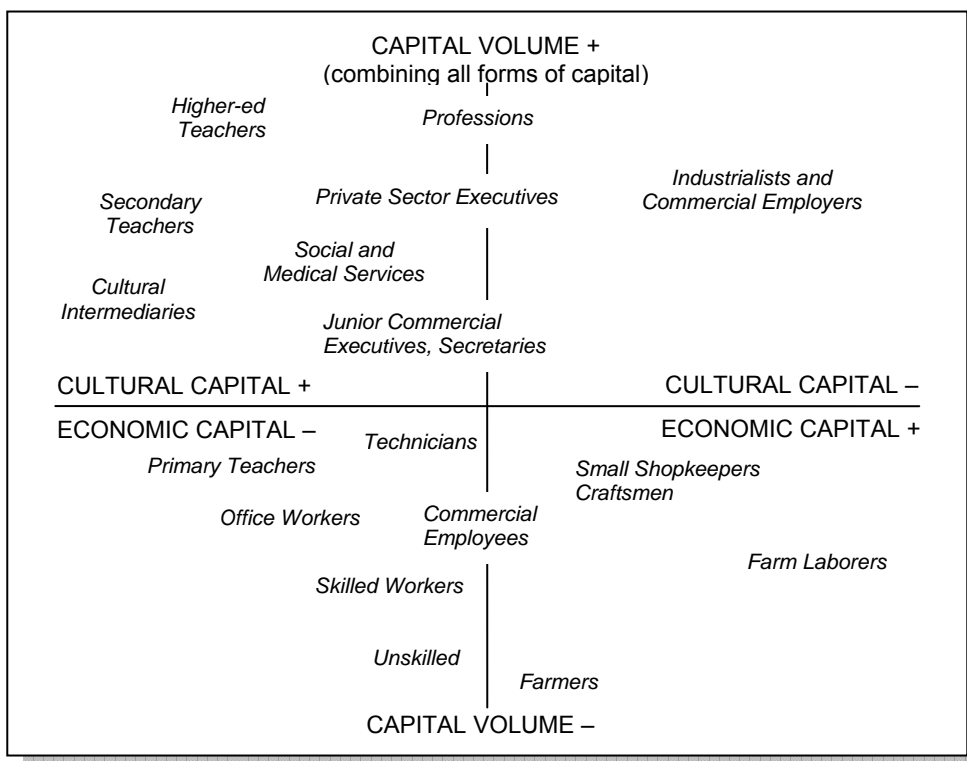 CAPITAL VOLUME +
(combining all forms of capital)
Higher-ed
Teachers
Professions
Private Sector Executives
Industrialists and
Commercial Employers
Secondary
Teachers
Social and
Medical Services
Cultural
Intermediaries
Junior Commercial
Executives, Secretaries
CULTURAL CAPITAL +
CULTURAL CAPITAL –
ECONOMIC CAPITAL –
ECONOMIC CAPITAL +
Technicians
Primary Teachers
Small Shopkeepers
Craftsmen
Office Workers
Commercial
Employees
Farm Laborers
Skilled Workers
Unskilled
Farmers
CAPITAL VOLUME –